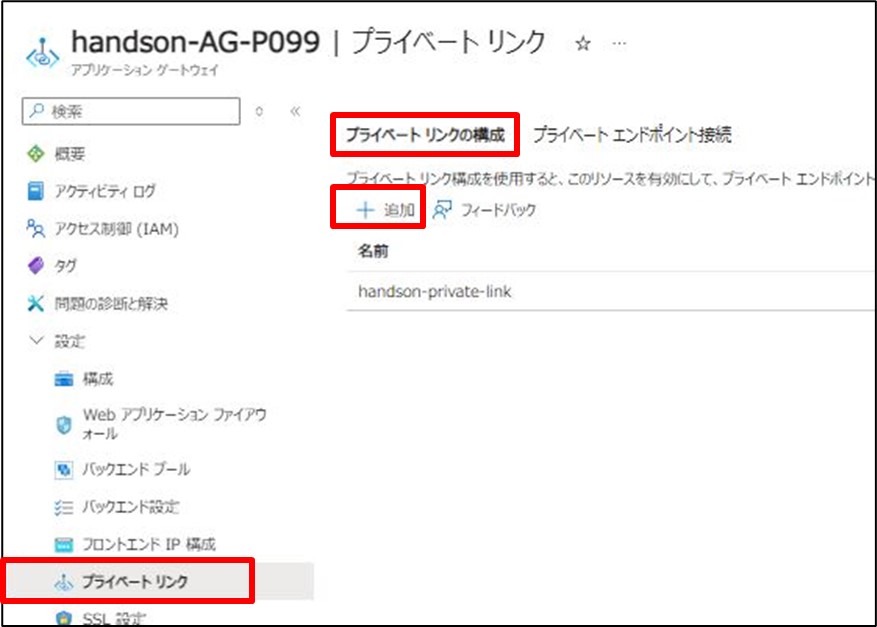 handson-AG-P099 | プライベート リンク ☆ …
アプリケーション ゲートウェイ
検索
概要
アクティビティ ログ
アクセス制御 (IAM)
タグ
問題の診断と解決
設定
構成
Web アプリケーション ファイアウ
ォール
バックエンド プール
バックエンド設定
フロントエンド IP 構成
プライベート リンク
SSL 設定
プライベート リンクの構成 プライベート エンドポイント接続
プライベート リンク構成を使用すると、このリソースを有効にして、プライベート エンドポイント
＋ 追加 フィードバック
名前
handson-private-link